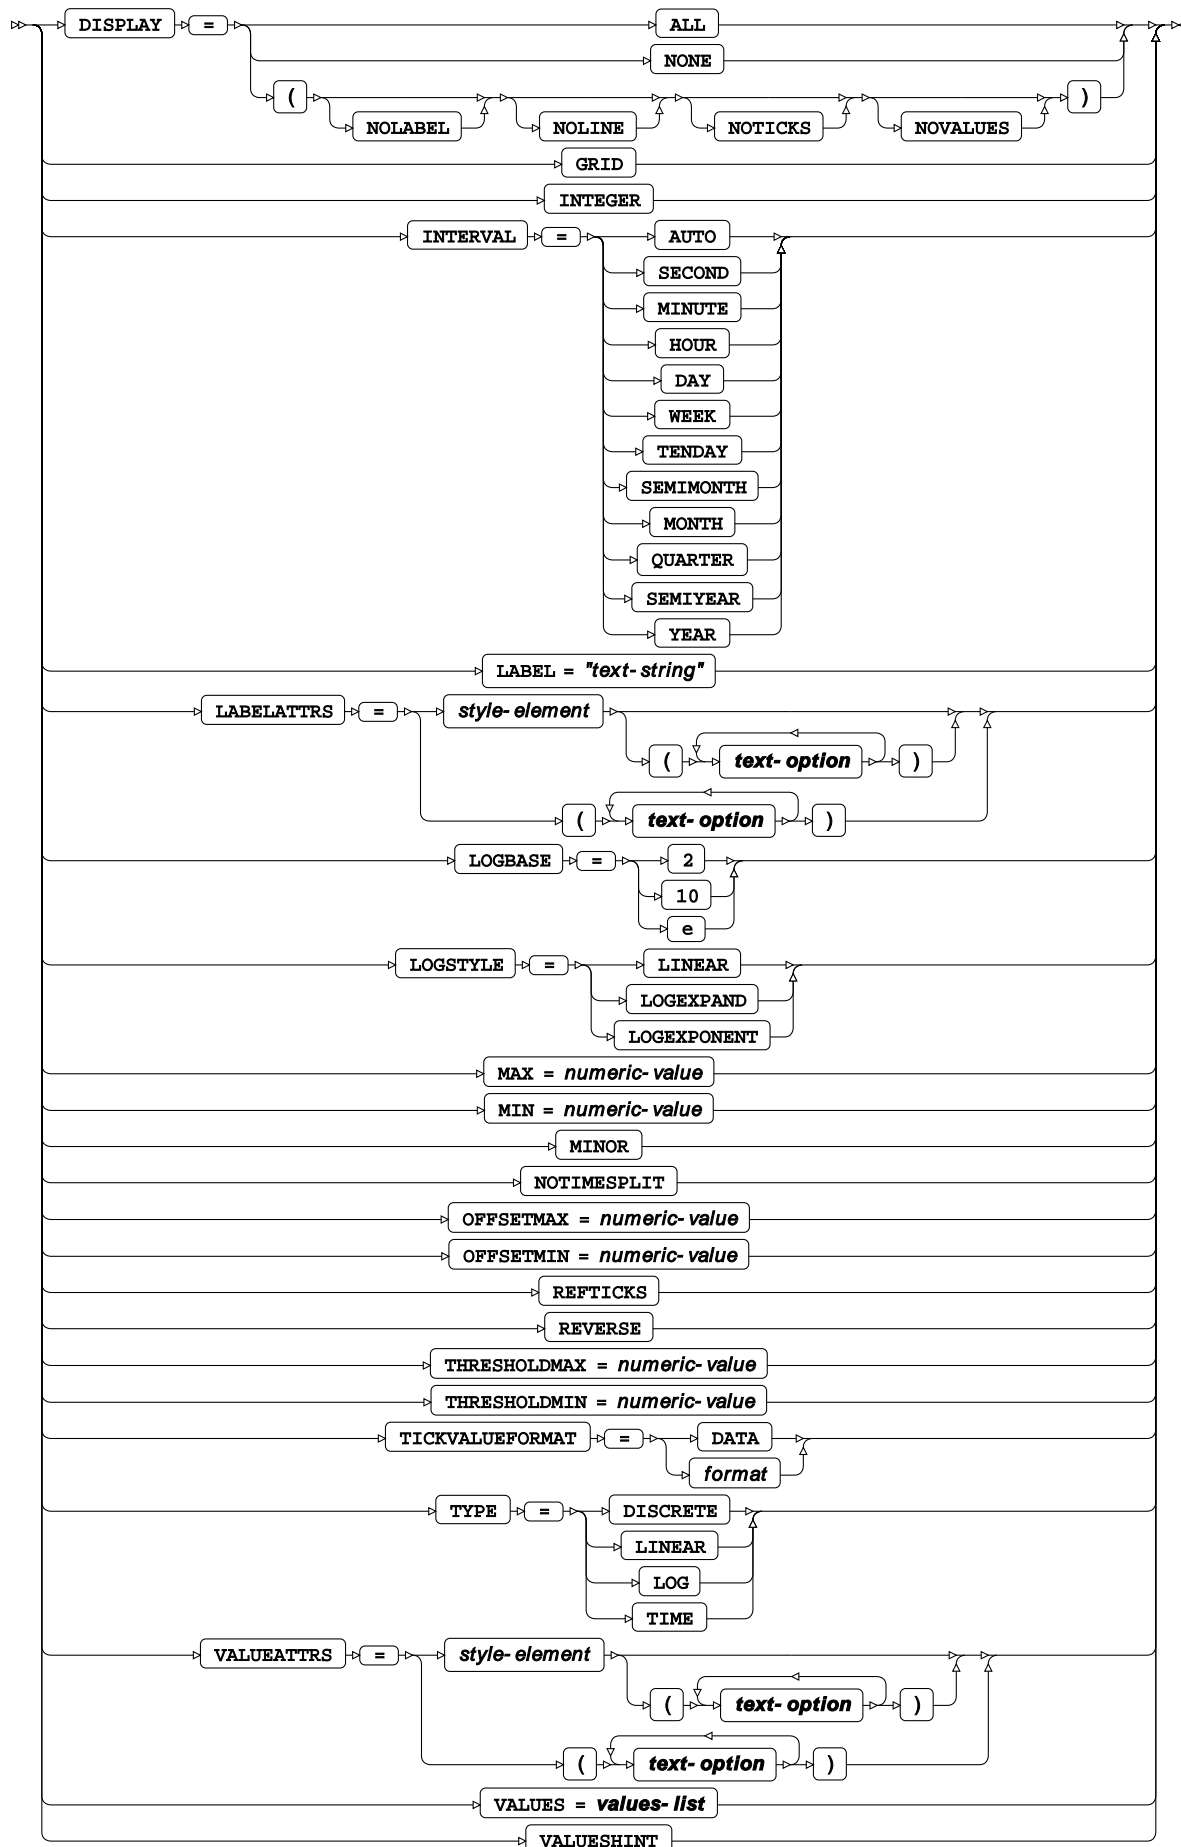 DISPLAY = ALL
NONE
( NOLABEL NOLINE NOTICKS NOVALUES )
GRID
INTEGER
INTERVAL = AUTO
SECOND
MINUTE
HOUR
DAY
WEEK
TENDAY
SEMIMONTH
MONTH
QUARTER
SEMIYEAR
YEAR
LABEL = "text-string"
LABELATTRS = style-element
( text-option )
( text-option )
LOGBASE = 2
10
e
LOGSTYLE = LINEAR
LOGEXPAND
LOGEXPONENT
MAX = numeric-value
MIN = numeric-value
MINOR
NOTIMESPLIT
OFFSETMAX = numeric-value
OFFSETMIN = numeric-value
REFTICKS
REVERSE
THRESHOLDMAX = numeric-value
THRESHOLDMIN = numeric-value
TICKVALUEFORMAT = DATA
format
TYPE = DISCRETE
LINEAR
LOG
TIME
VALUEATTRS = style-element
( text-option )
( text-option )
VALUES = values-list
VALUESHINT